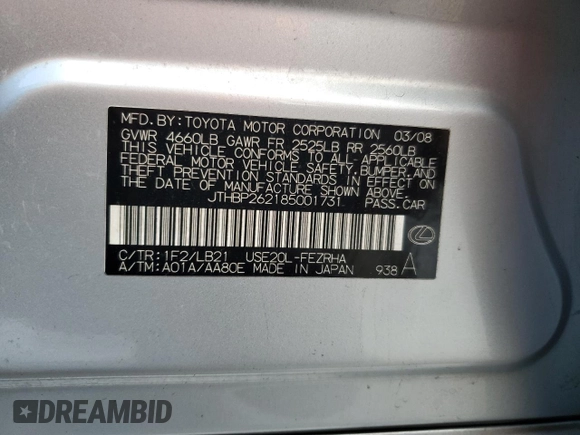 MFD. BY: TOYOTA MOTOR CORPORATION 03/08
GVWR 4660LB GAWR FR 2525LB RR 2560LB
THIS VEHICLE CONFORMS TO ALL APPLICABLE
FEDERAL MOTOR VEHICLE SAFETY, BUMPER, AND
THEFT PREVENTION STANDARDS IN EFFECT ON
THE DATE OF MANUFACTURE SHOWN ABOVE.
JTHBP262185001731 PASS.CAR
C/TR: 1F2/LB21 USE20L-FEZRHA
A/TM: A01A/AA80E MADE IN JAPAN 938 A
DREAMBID